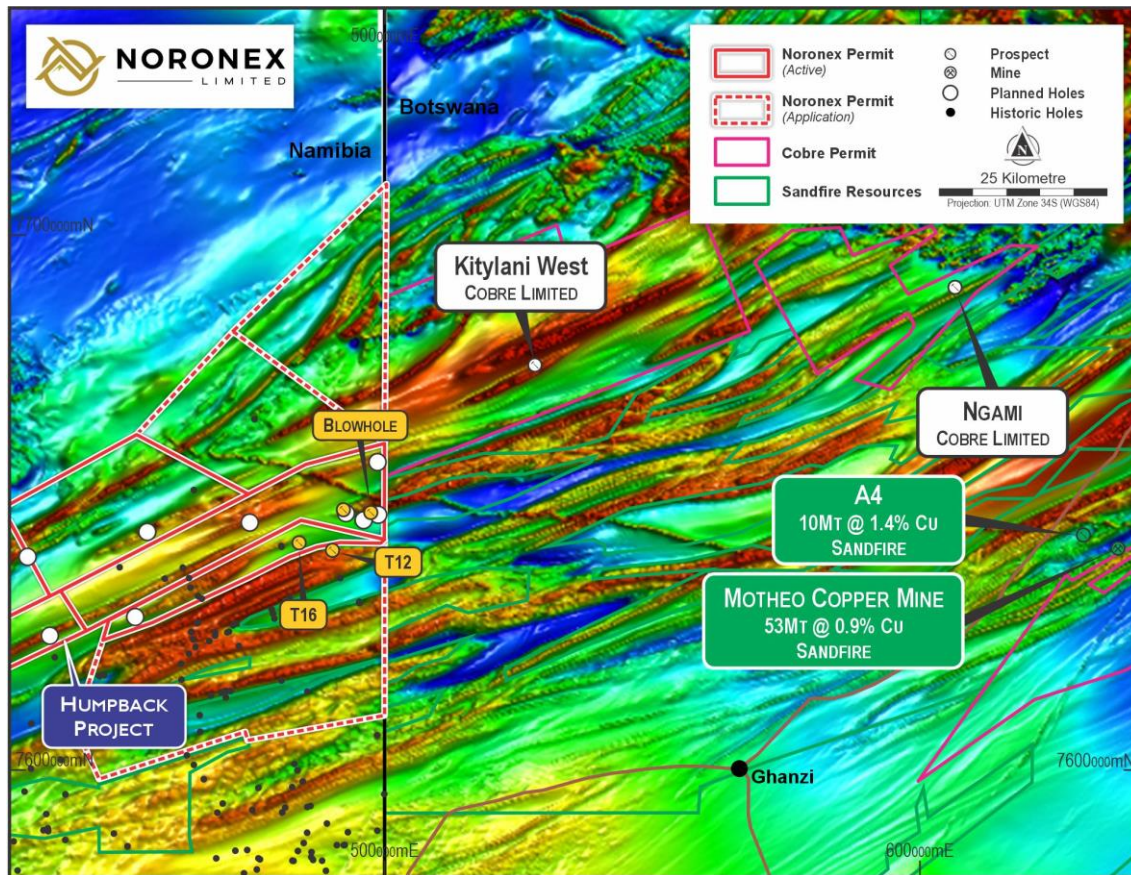 NORONEX
LIMITED
500000mE
Botswana
Namibia
Noronex Permit
(Active)
Noronex Permit
(Application)
Cobre Permit
Sandfire Resources
Prospect
Mine
Planned Holes
Historic Holes
N
25 Kilometre
Projection: UTM Zone 34S (WGS84)
7700000mN
Kitylani West
COBRE LIMITED
NGAMI
COBRE LIMITED
BLOWHOLE
A4
10MT @ 1.4% CU
SANDFIRE
T12
T16
MOTHEO COPPER MINE
53MT @ 0.9% CU
SANDFIRE
HUMPBACK
PROJECT
7600000mN
7600000mN
Ghanzi
500000mE
600000mE